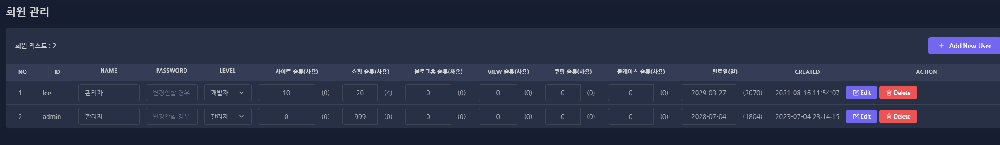 회원 관리
회원 리스트 : 2
+ Add New User
NO ID NAME PASSWORD LEVEL 사이트 슬롯(사용) 쇼핑 슬롯(사용) 블로그홈 슬롯(사용) VIEW 슬롯(사용) 쿠팡 슬롯(사용) 플레이스 슬롯(사용) 만료일(일) CREATED ACTION
1 lee 관리자 변경안할 경우 개발자 10 (0) 20 (4) 0 (0) 0 (0) 0 (0) 0 (0) 2029-03-27 (2070) 2021-08-16 11:54:07 Edit Delete
2 admin 관리자 변경안할 경우 관리자 0 (0) 999 (0) 0 (0) 0 (0) 0 (0) 0 (0) 2028-07-04 (1804) 2023-07-04 23:14:15 Edit Delete